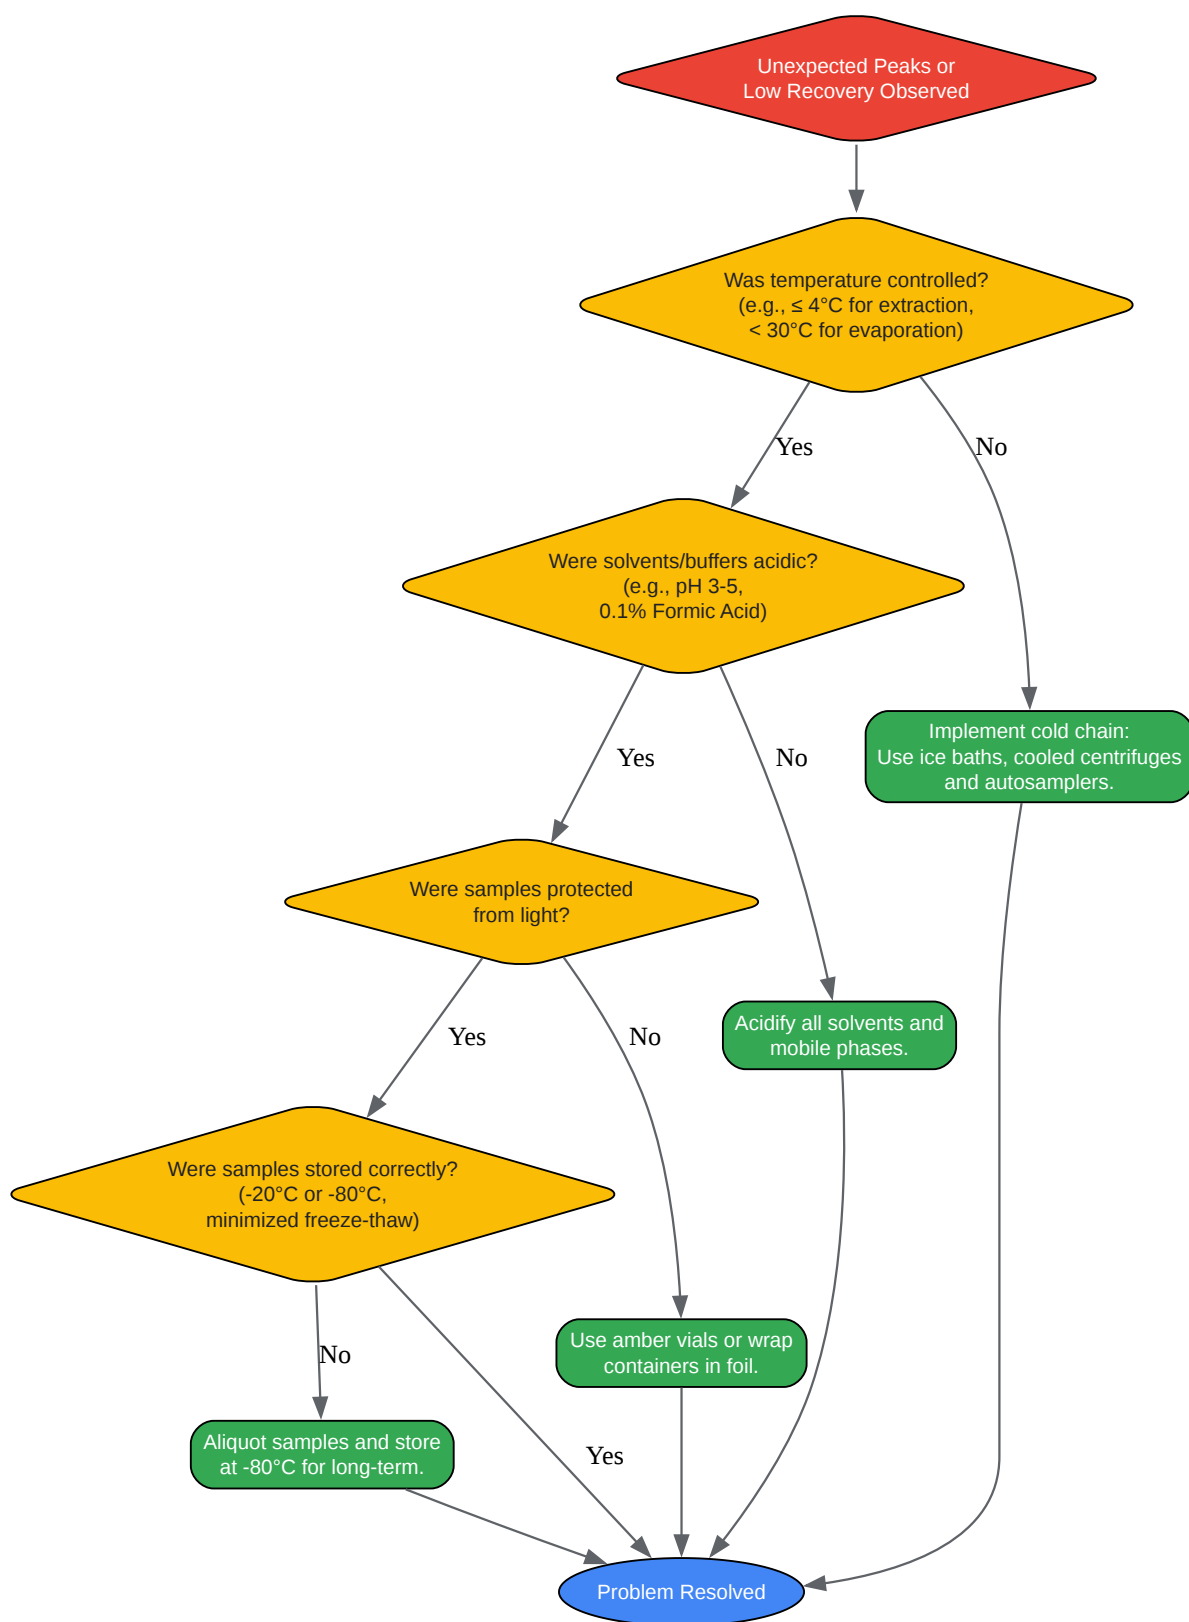 Unexpected Peaks or
Low Recovery Observed
Was temperature controlled?
(e.g., ≤ 4°C for extraction,
< 30°C for evaporation)
Yes
No
Were solvents/buffers acidic?
(e.g., pH 3-5,
0.1% Formic Acid)
Yes
No
Implement cold chain:
Use ice baths, cooled centrifuges
and autosamplers.
Were samples protected
from light?
Yes
No
Acidify all solvents and
mobile phases.
Were samples stored correctly?
(-20°C or -80°C,
minimized freeze-thaw)
No
Yes
Use amber vials or wrap
containers in foil.
Aliquot samples and store
at -80°C for long-term.
Problem Resolved